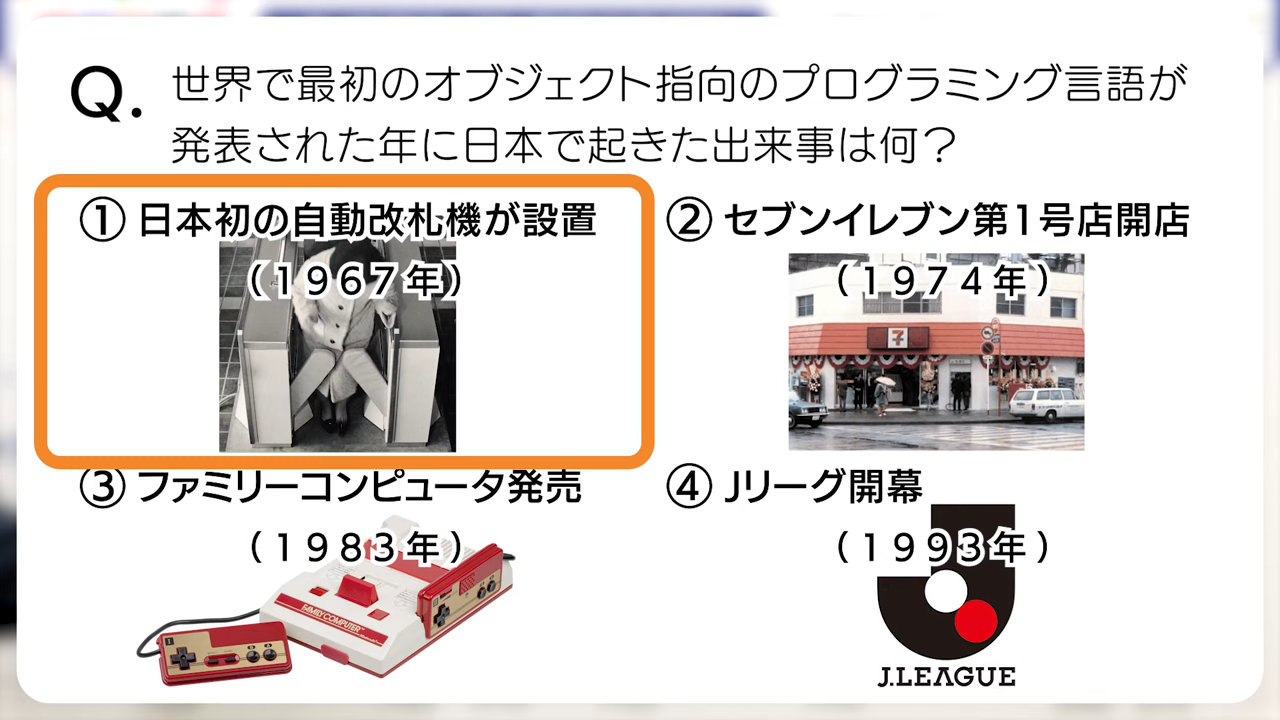 Q. 世界で最初のオブジェクト指向のプログラミング言語が
発表された年に日本で起きた出来事は何？
① 日本初の自動改札機が設置
（１９６７年）
② セブンイレブン第１号店開店
（１９７４年）
7
③ ファミリーコンピュータ発売
（１９８３年）
FAMILY COMPUTER
④ Jリーグ開幕
（１９９３年）
J.LEAGUE